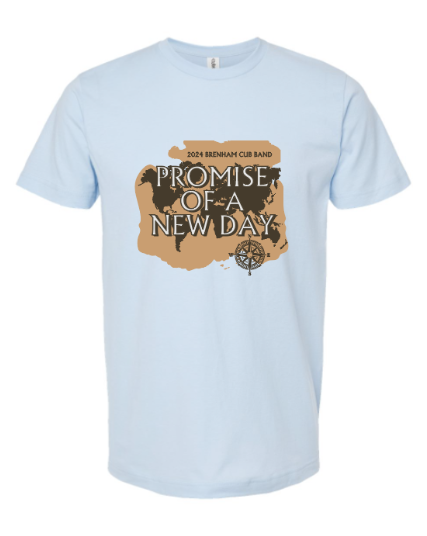 2024 BRENHAM CUB BAND
PROMISE
OF A
NEW DAY